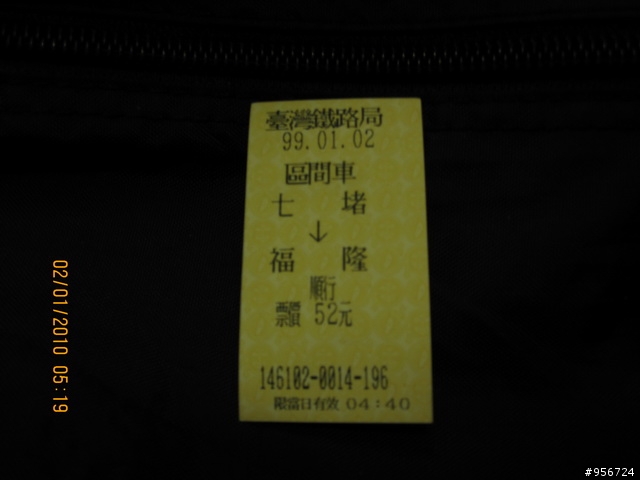 臺灣鐵路局
99.01.02
區間車
七堵
↓
福隆
順行
票價 52元
146102-0014-196
限當日有效 04:40
02/01/2010 05:19
#956724